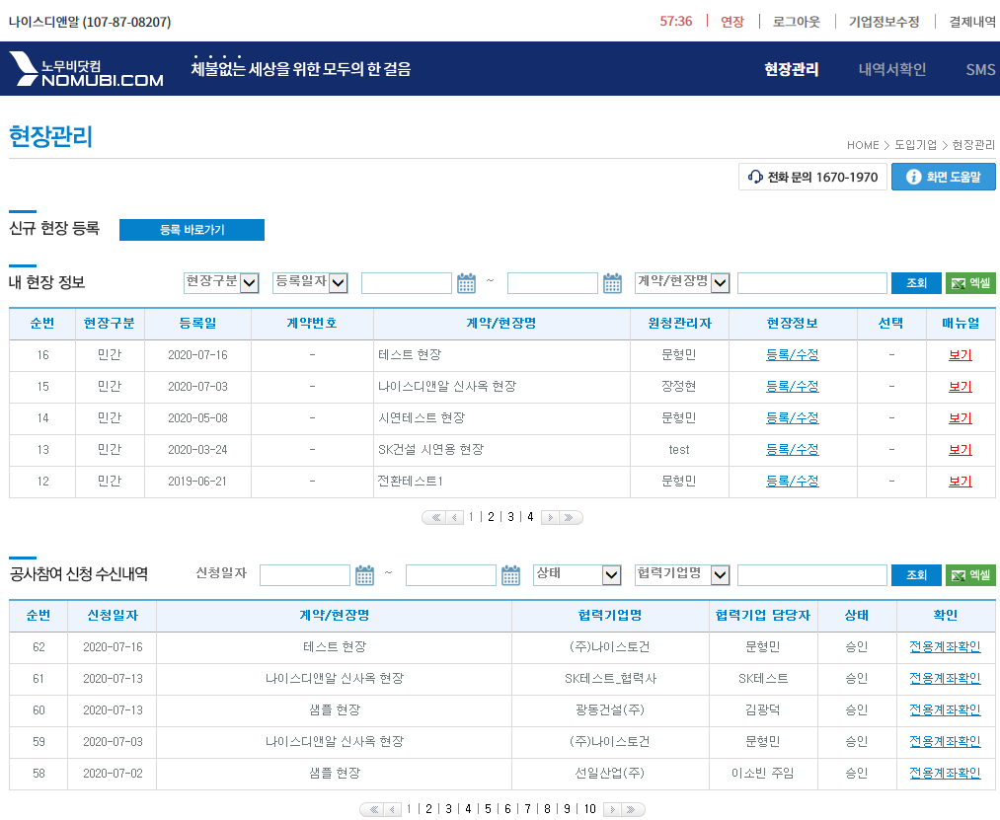 나이스디앤알 (107-87-08207) 57:36 | 연장 | 로그아웃 | 기업정보수정 | 결제내역
노무비닷컴 NOMUBI.COM 체불없는 세상을 위한 모두의 한 걸음 현장관리 내역서확인 SMS
현장관리
HOME > 도입기업 > 현장관리
전화 문의 1670-1970 화면 도움말
신규 현장 등록 등록 바로가기
내 현장 정보 현장구분 등록일자 ~ 계약/현장명 조회 엑셀
순번 현장구분 등록일 계약번호 계약/현장명 원청관리자 현장정보 선택 매뉴얼
16 민간 2020-07-16 - 테스트 현장 문형민 등록/수정 - 보기
15 민간 2020-07-03 - 나이스디앤알 신사옥 현장 장정현 등록/수정 - 보기
14 민간 2020-05-08 - 시연테스트 현장 문형민 등록/수정 - 보기
13 민간 2020-03-24 - SK건설 시연용 현장 test 등록/수정 - 보기
12 민간 2019-06-21 - 전환테스트1 문형민 등록/수정 - 보기
1 | 2 | 3 | 4
공사참여 신청 수신내역 신청일자 ~ 상태 협력기업명 조회 엑셀
순번 신청일자 계약/현장명 협력기업명 협력기업 담당자 상태 확인
62 2020-07-16 테스트 현장 (주)나이스토건 문형민 승인 전용계좌확인
61 2020-07-13 나이스디앤알 신사옥 현장 SK테스트_협력사 SK테스트 승인 전용계좌확인
60 2020-07-13 샘플 현장 광동건설(주) 김광덕 승인 전용계좌확인
59 2020-07-03 나이스디앤알 신사옥 현장 (주)나이스토건 문형민 승인 전용계좌확인
58 2020-07-02 샘플 현장 선일산업(주) 이소빈 주임 승인 전용계좌확인
1 | 2 | 3 | 4 | 5 | 6 | 7 | 8 | 9 | 10